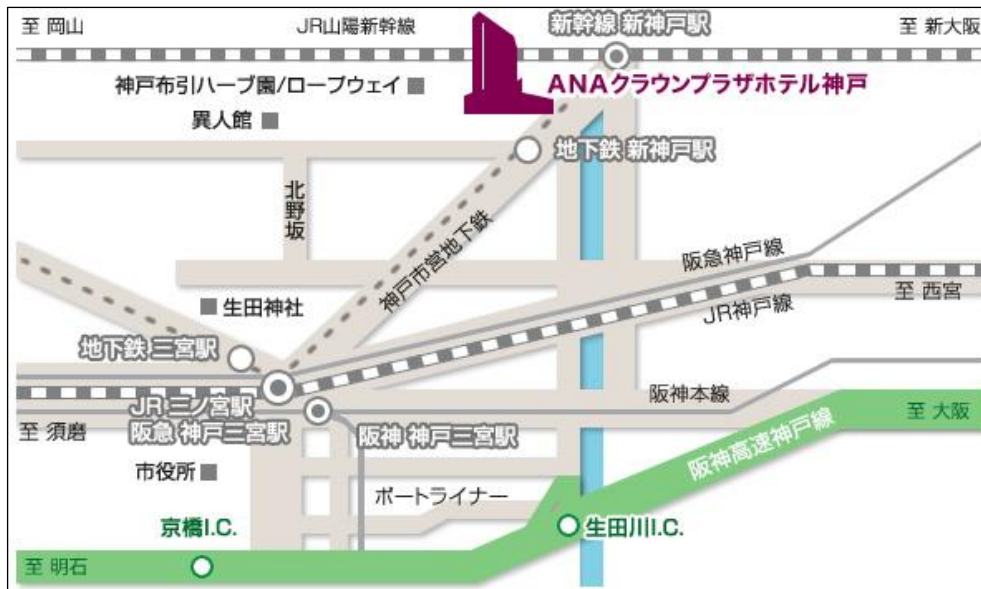 至 岡山
JR山陽新幹線
新幹線 新神戸駅
至 新大阪
神戸布引ハーブ園/ロープウェイ
ANAクラウンプラザホテル神戸
異人館
地下鉄 新神戸駅
北野坂
神戸市営地下鉄
阪急神戸線
生田神社
JR神戸線
至 西宮
地下鉄 三宮駅
JR 三ノ宮駅
阪神本線
至 大阪
至 須磨
阪急 神戸三宮駅
阪神 神戸三宮駅
阪神高速神戸線
市役所
ポートライナー
京橋I.C.
生田川I.C.
至 明石